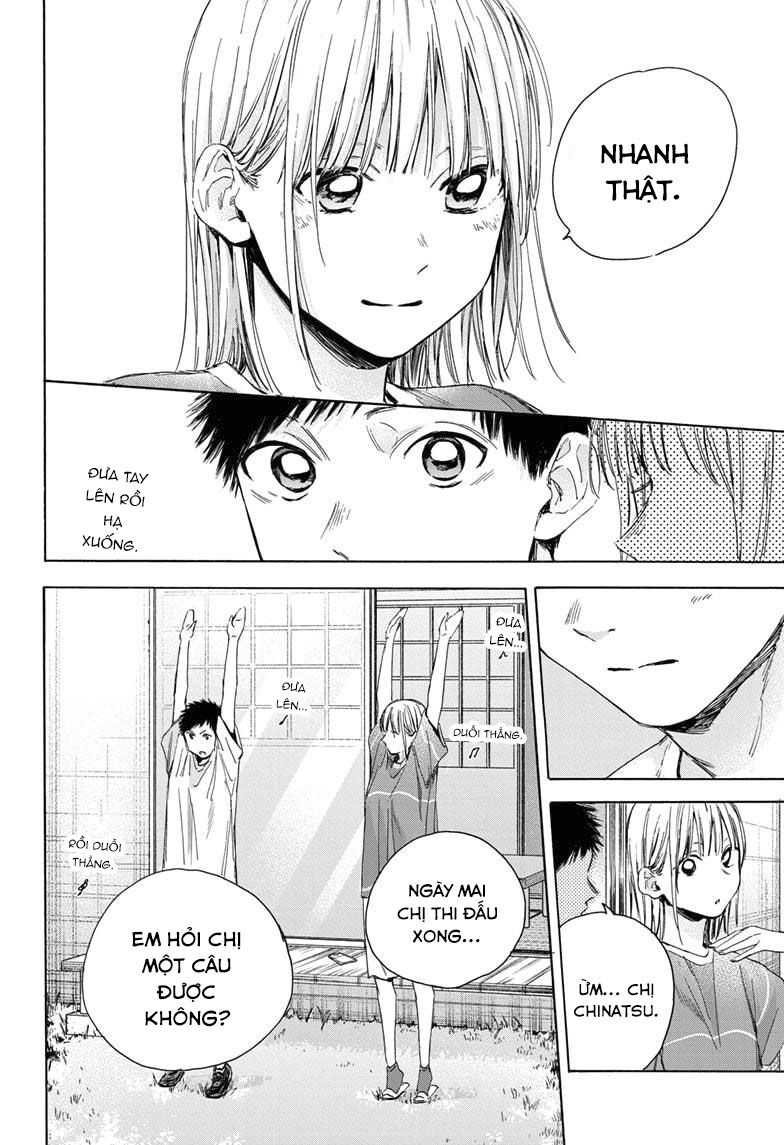 NHANH
THẬT.
ĐƯA TAY
LÊN RỒI
HẠ
XUỐNG.
ĐƯA
LÊN...
DUỖI THẲNG.
ĐƯA
LÊN...
RỒI DUỖI
THẲNG.
ỪM... CHỊ
CHINATSU.
NGÀY MAI
CHỊ THI ĐẤU
XONG...
EM HỎI CHỊ
MỘT CÂU
ĐƯỢC
KHÔNG?